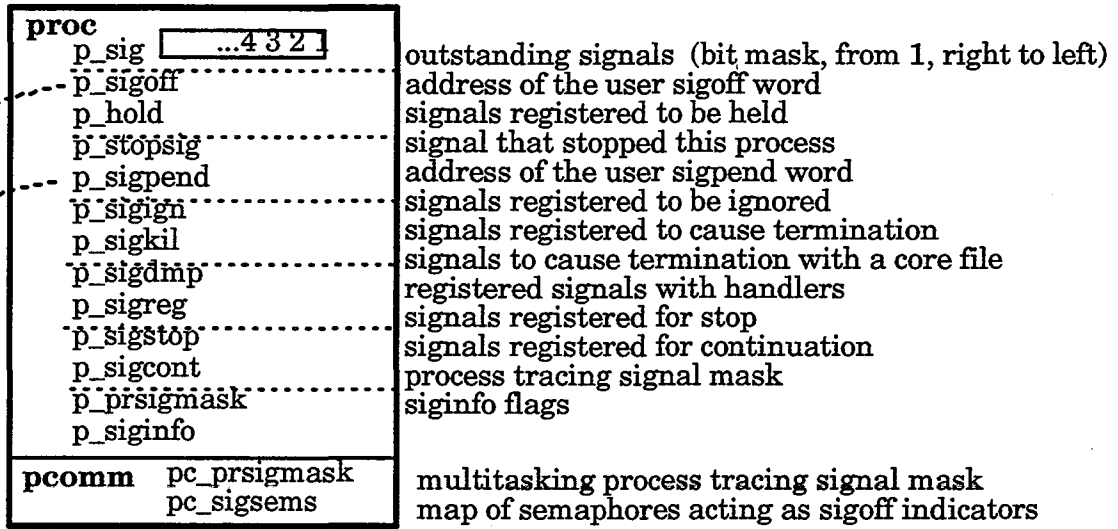 proc
p_sig ...4 3 2 1 outstanding signals (bit mask, from 1, right to left)
p_sigoff address of the user sigoff word
p_hold signals registered to be held
p_stopsig signal that stopped this process
p_sigpend address of the user sigpend word
p_sigign signals registered to be ignored
p_sigkil signals registered to cause termination
p_sigdmp signals to cause termination with a core file
p_sigreg registered signals with handlers
p_sigstop signals registered for stop
p_sigcont signals registered for continuation
p_prsigmask process tracing signal mask
p_siginfo siginfo flags
pcomm pc_prsigmask multitasking process tracing signal mask
pc_sigsems map of semaphores acting as sigoff indicators